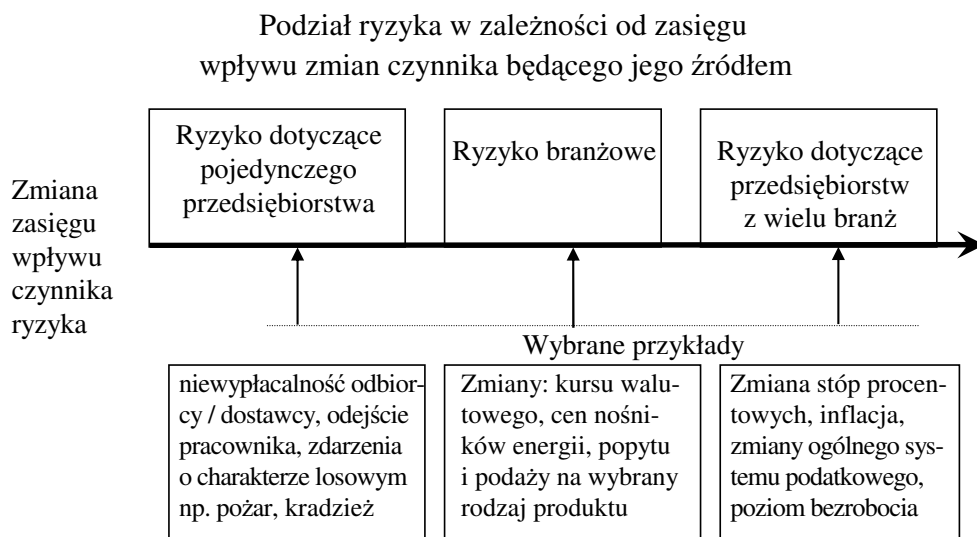 Podział ryzyka w zależności od zasięgu
wpływu zmian czynnika będącego jego źródłem
Ryzyko dotyczące
pojedynczego
przedsiębiorstwa
Ryzyko branżowe
Ryzyko dotyczące
przedsiębiorstw
z wielu branż
Zmiana
zasięgu
wpływu
czynnika
ryzyka
Wybrane przykłady
niewypłacalność odbior-
cy / dostawcy, odejście
pracownika, zdarzenia
o charakterze losowym
np. pożar, kradzież
Zmiany: kursu walu-
towego, cen nośni-
ków energii, popytu
i podaży na wybrany
rodzaj produktu
Zmiana stóp procen-
towych, inflacja,
zmiany ogólnego sys-
temu podatkowego,
poziom bezrobocia